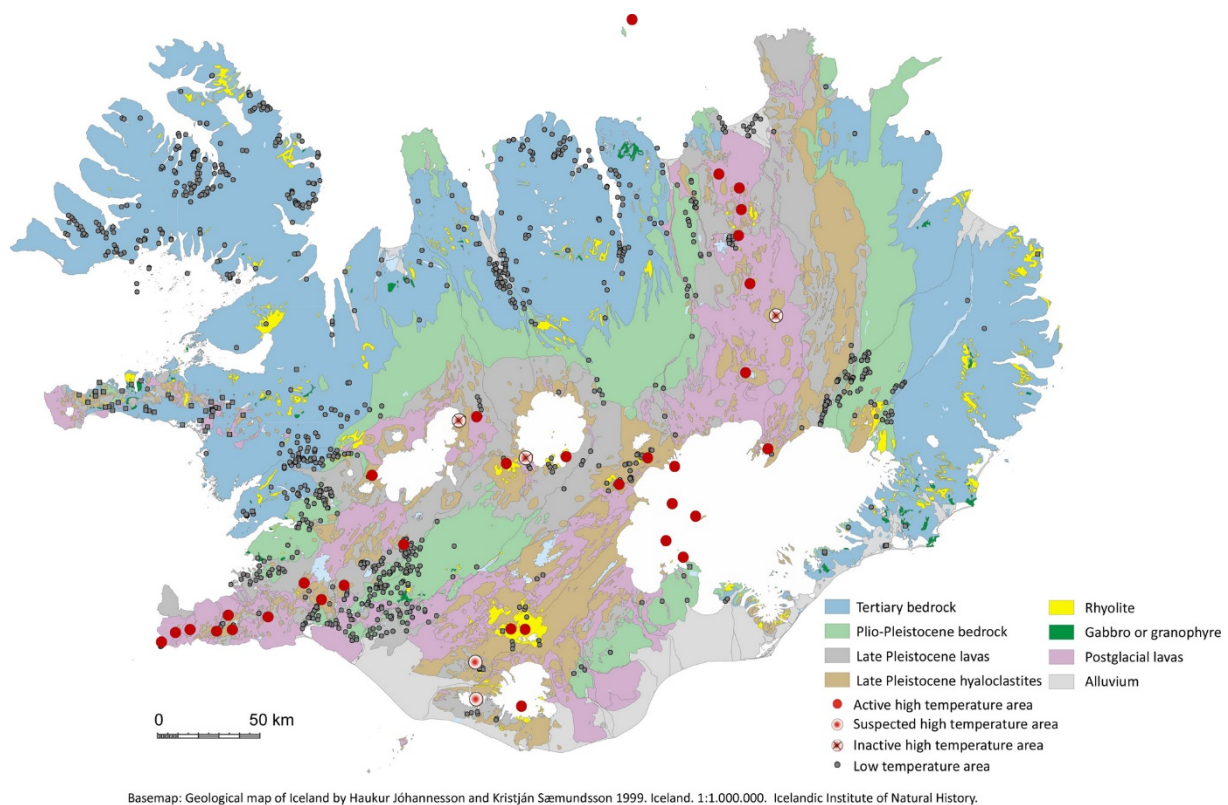 0 50 km
Tertiary bedrock
Plio-Pleistocene bedrock
Late Pleistocene lavas
Late Pleistocene hyaloclastites
Rhyolite
Gabbro or granophyre
Postglacial lavas
Alluvium
Active high temperature area
Suspected high temperature area
Inactive high temperature area
Low temperature area
Basemap: Geological map of Iceland by Haukur Jóhannesson and Kristján Sæmundsson 1999. Iceland. 1:1.000.000. Icelandic Institute of Natural History.